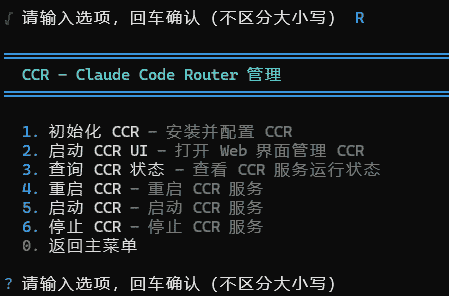 √ 请输入选项，回车确认（不区分大小写） R
CCR - Claude Code Router 管理
1. 初始化 CCR - 安装并配置 CCR
2. 启动 CCR UI - 打开 Web 界面管理 CCR
3. 查询 CCR 状态 - 查看 CCR 服务运行状态
4. 重启 CCR - 重启 CCR 服务
5. 启动 CCR - 启动 CCR 服务
6. 停止 CCR - 停止 CCR 服务
0. 返回主菜单
? 请输入选项，回车确认（不区分大小写）